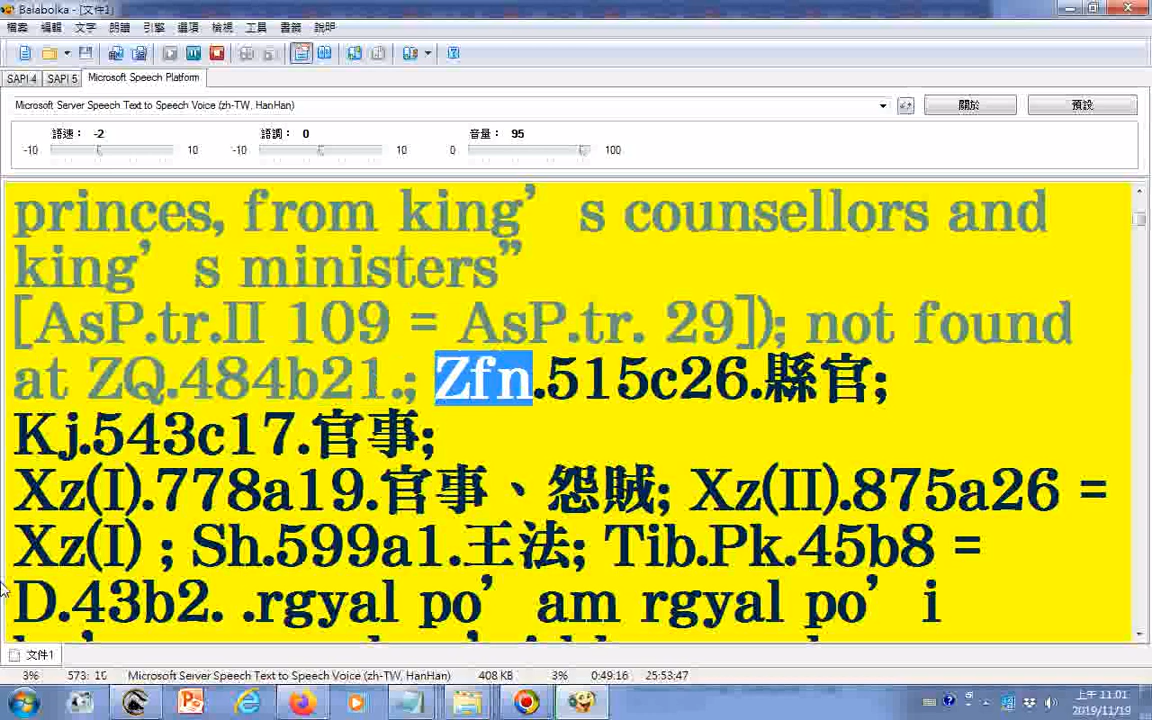 Balabolka - [文件1]
檔案 編輯 文字 朗讀 引擎 選項 檢視 工具 書籤 說明
SAPI 4 SAPI 5 Microsoft Speech Platform
Microsoft Server Speech Text to Speech Voice (zh-TW, HanHan) 關於 預設
語速： -2 語調： 0 音量： 95
-10 10 -10 10 0 100
princes, from king’s counsellors and
king’s ministers”
[AsP.tr.II 109 = AsP.tr. 29]); not found
at ZQ.484b21.; Zfn.515c26.縣官;
Kj.543c17.官事;
Xz(I).778a19.官事、怨賊; Xz(II).875a26 =
Xz(I) ; Sh.599a1.王法; Tib.Pk.45b8 =
D.43b2. .rgyal po’am rgyal po’i
文件1
3% 573: 10 Microsoft Server Speech Text to Speech Voice (zh-TW, HanHan) 408 KB 3% 0:49:16 25:53:47
上午 11:01
2019/11/19